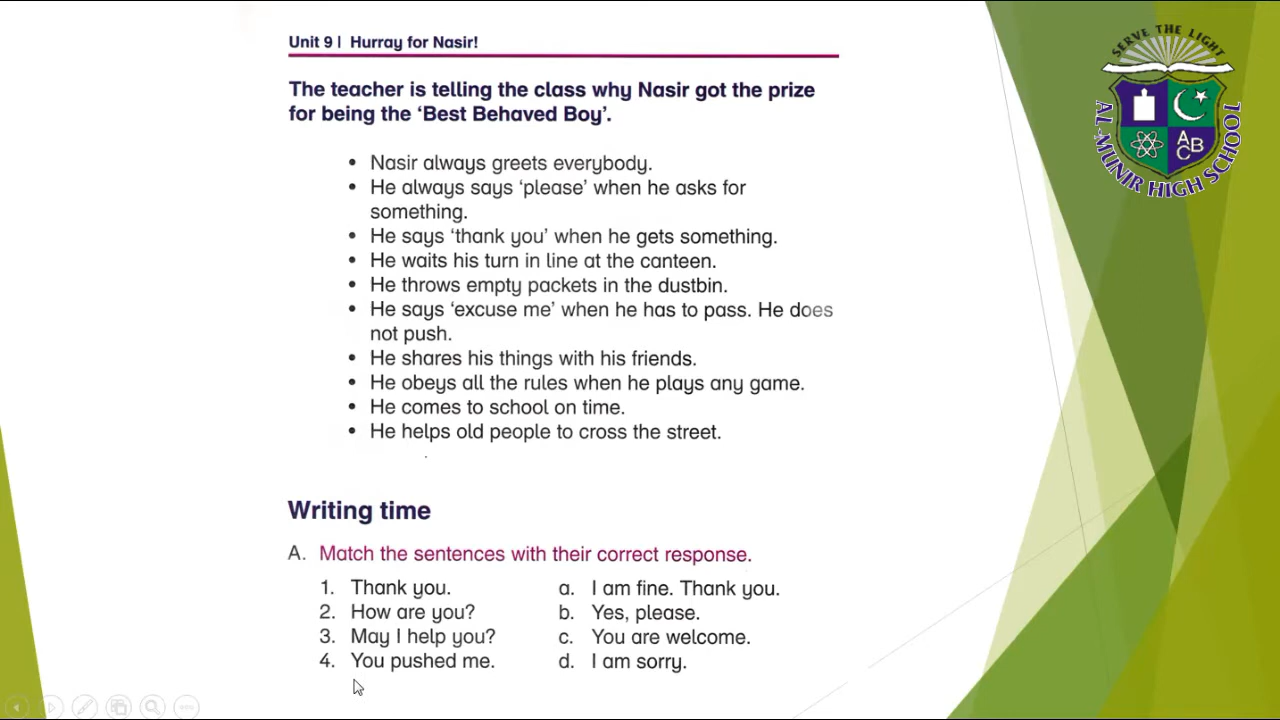 Unit 9 | Hurray for Nasir!
The teacher is telling the class why Nasir got the prize
for being the ‘Best Behaved Boy’.
• Nasir always greets everybody.
• He always says ‘please’ when he asks for
something.
• He says ‘thank you’ when he gets something.
• He waits his turn in line at the canteen.
• He throws empty packets in the dustbin.
• He says ‘excuse me’ when he has to pass. He does
not push.
• He shares his things with his friends.
• He obeys all the rules when he plays any game.
• He comes to school on time.
• He helps old people to cross the street.
Writing time
A. Match the sentences with their correct response.
1. Thank you. a. I am fine. Thank you.
2. How are you? b. Yes, please.
3. May I help you? c. You are welcome.
4. You pushed me. d. I am sorry.
SERVE THE LIGHT
ABC
AL-MUNIR HIGH SCHOOL